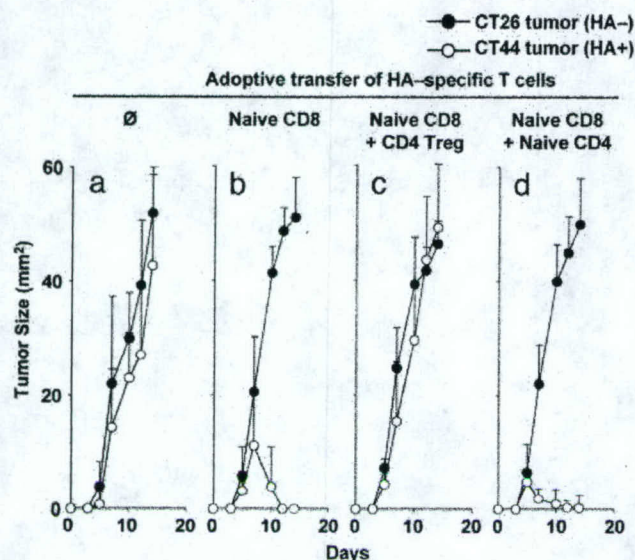 CT26 tumor (HA–)
CT44 tumor (HA+)
Adoptive transfer of HA–specific T cells
Ø Naive CD8 Naive CD8 Naive CD8
+ CD4 Treg + Naive CD4
60 a b c d
40
20
0
0 10 20 0 10 20 0 10 20 0 10 20
Tumor Size (mm²)
Days